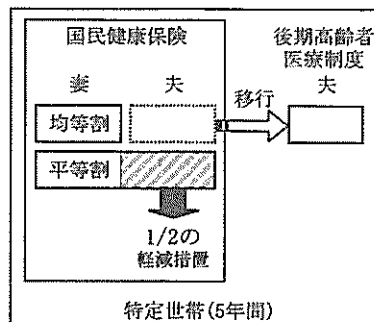 国民健康保険
後期高齢者
医療制度
妻
夫
夫
移行
均等割
平等割
1/2の
軽減措置
特定世帯(5年間)